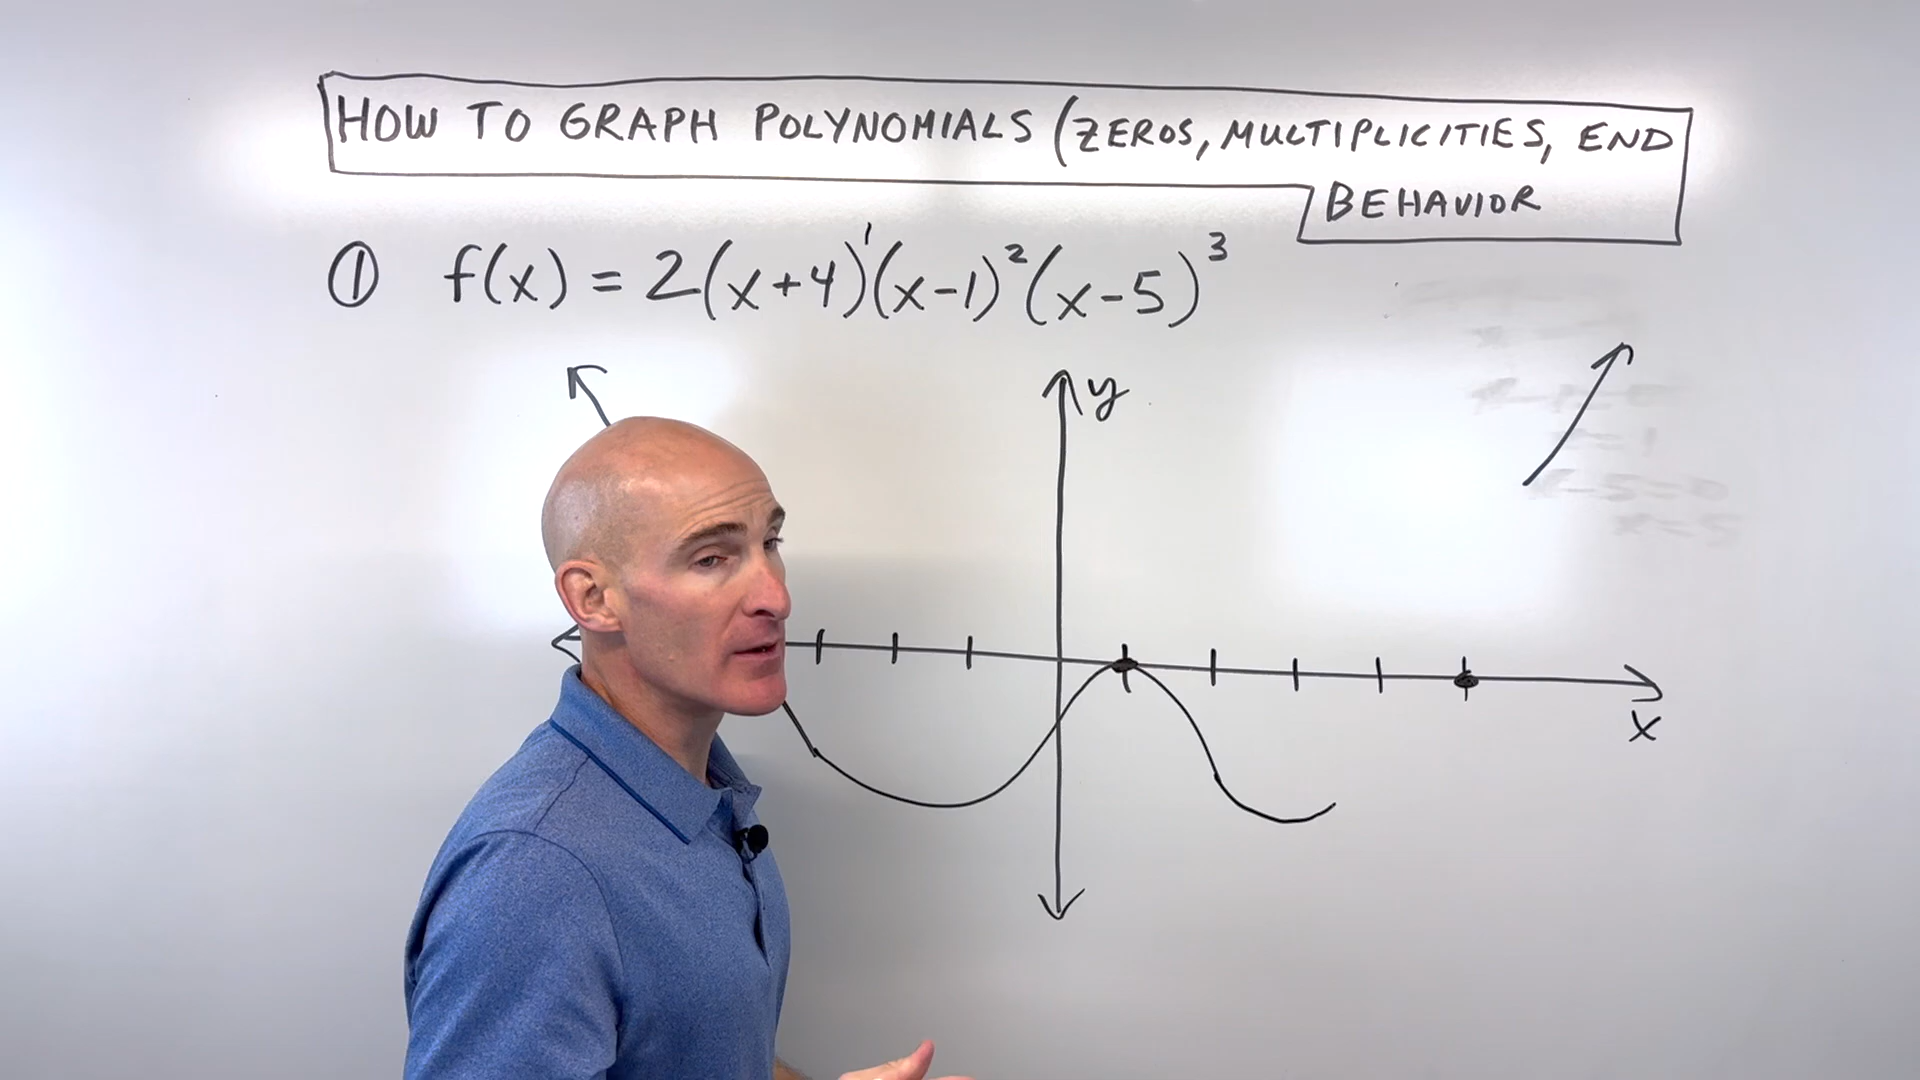 HOW TO GRAPH POLYNOMIALS (ZEROS, MULTIPLICITIES, END
BEHAVIOR
① f(x) = 2(x+4)¹(x-1)²(x-5)³
y
x